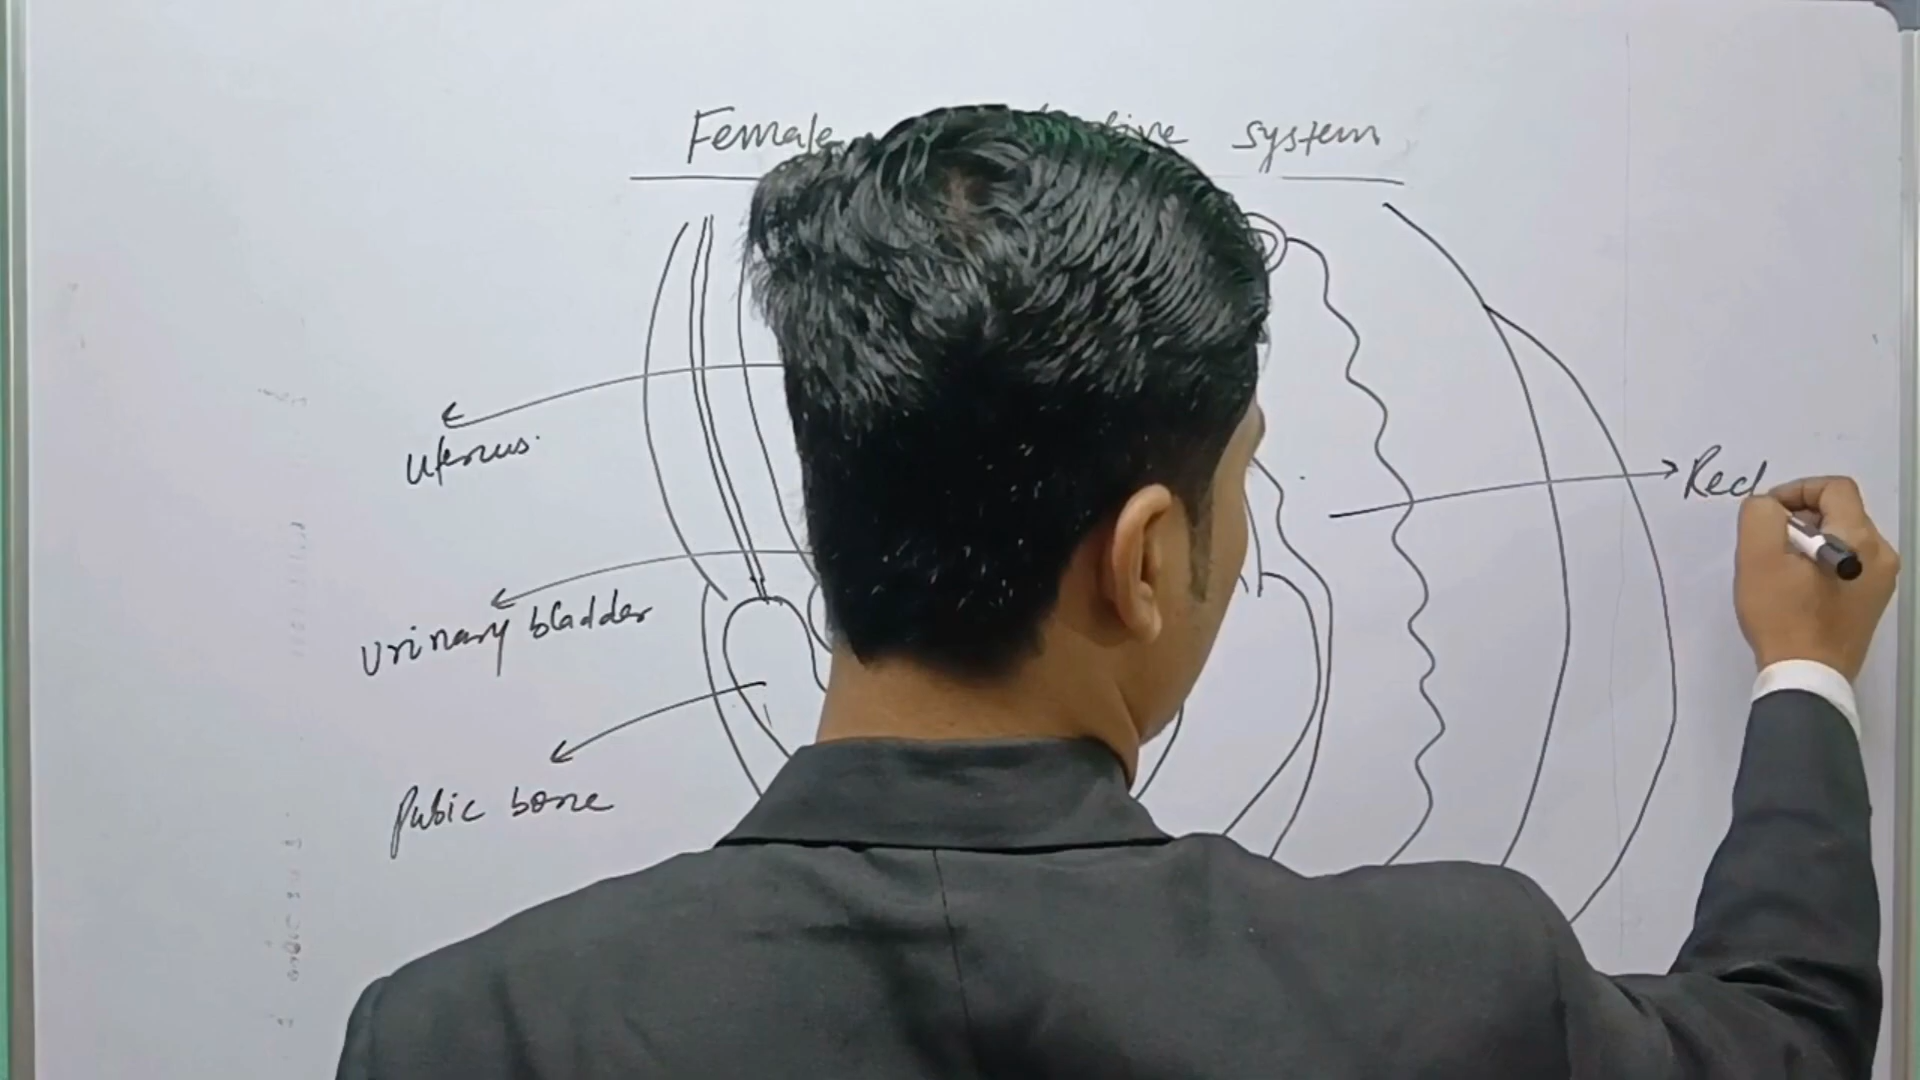 Female
system
Uterus
Rec
Urinary bladder
Pubic bone